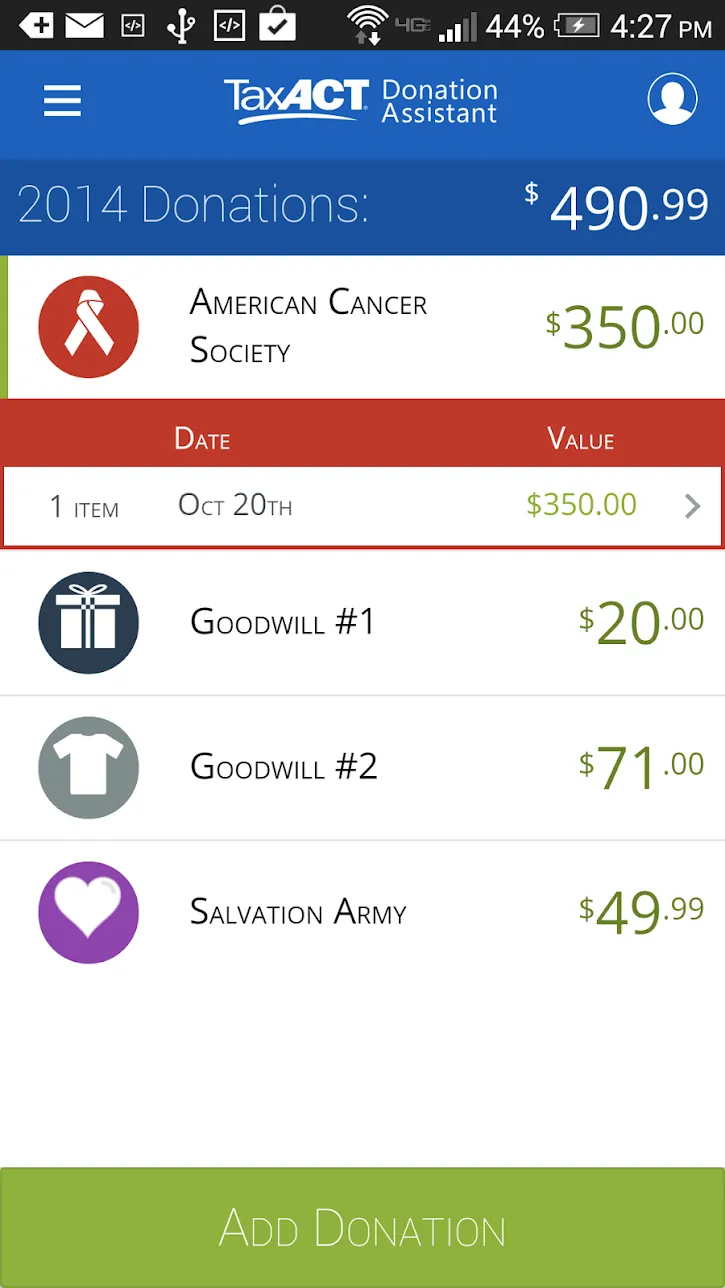 4G 44% 4:27 PM
TaxACT Donation Assistant
2014 Donations: $490.99
American Cancer Society $350.00
Date Value
1 item Oct 20th $350.00 >
Goodwill #1 $20.00
Goodwill #2 $71.00
Salvation Army $49.99
Add Donation